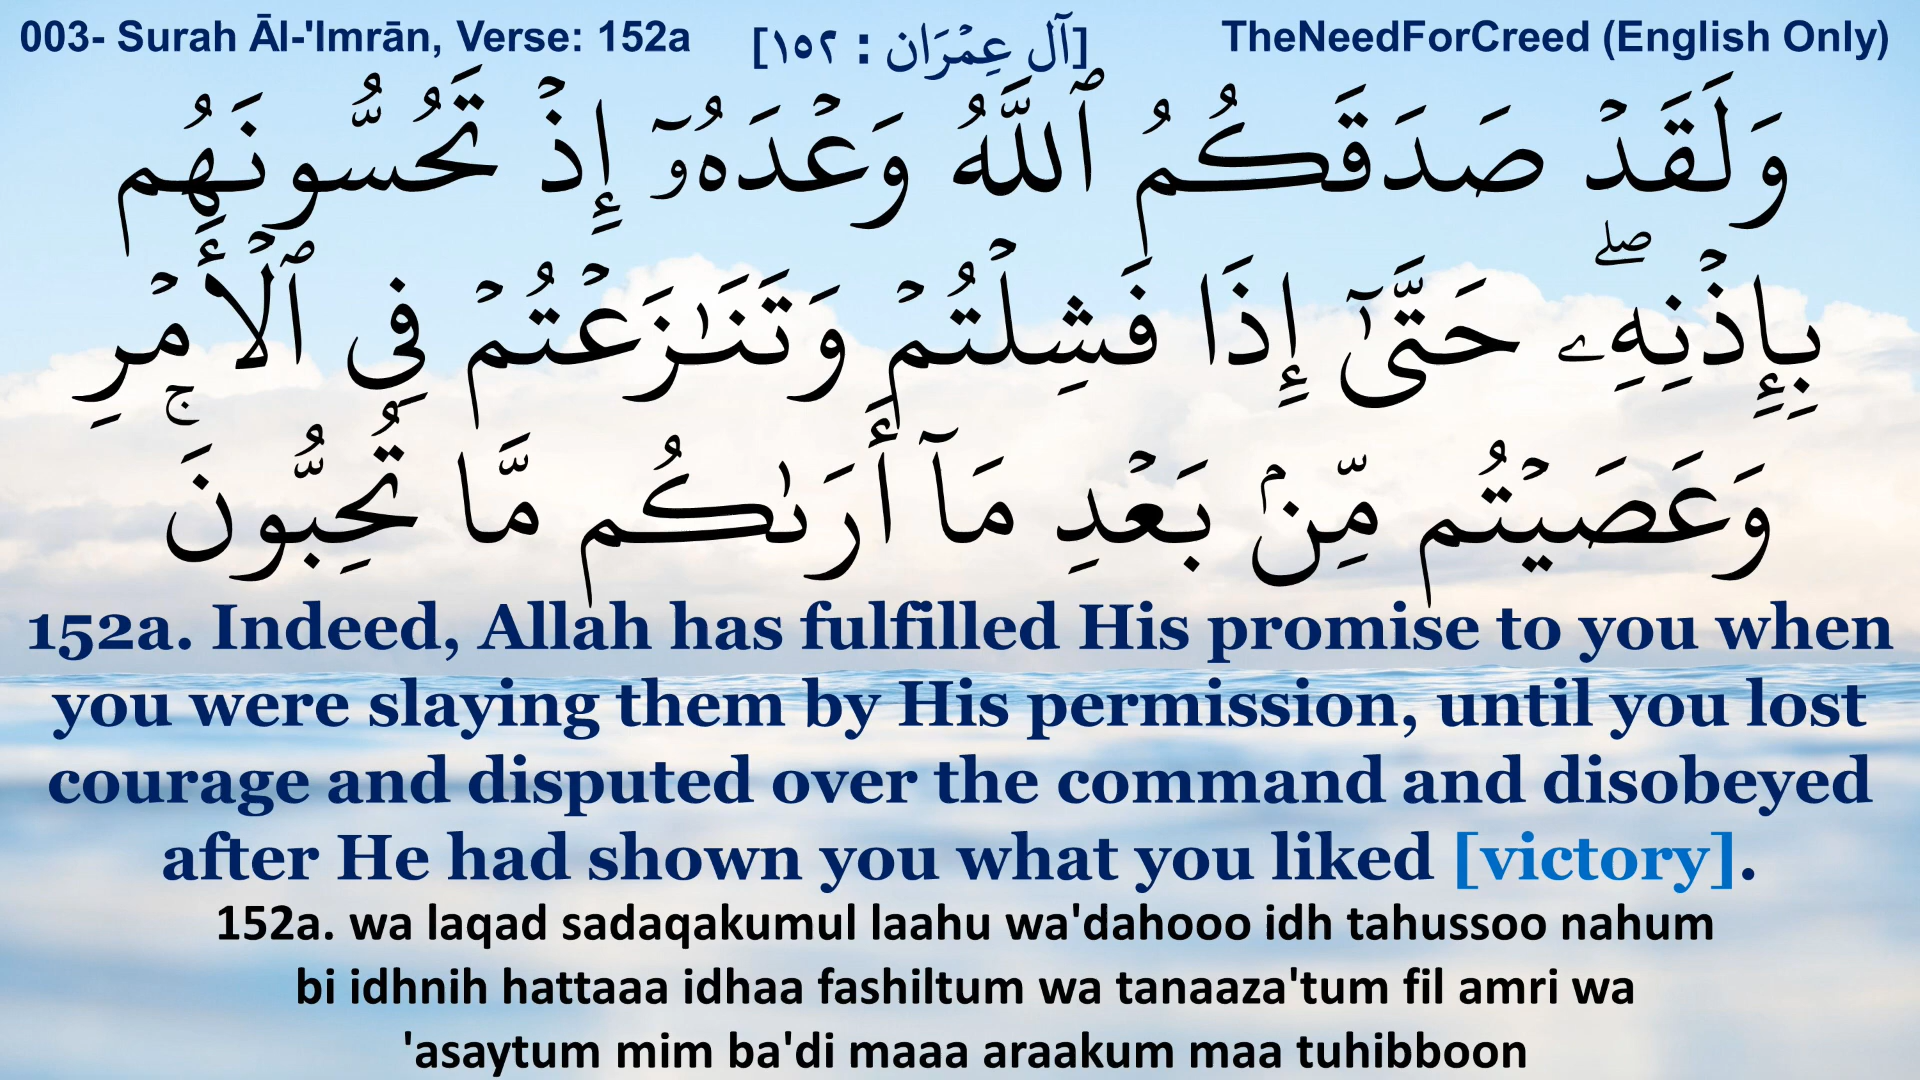 003- Surah Āl-'Imrān, Verse: 152a
[آل عِمْرَان : ١٥٢]
TheNeedForCreed (English Only)
وَلَقَدۡ صَدَقَكُمُ ٱللَّهُ وَعۡدَهُۥٓ إِذۡ تَحُسُّونَهُم
بِإِذۡنِهِۦۖ حَتَّىٰٓ إِذَا فَشِلۡتُمۡ وَتَنَـٰزَعۡتُمۡ فِي ٱلۡأَمۡرِ
وَعَصَيۡتُم مِّنۢ بَعۡدِ مَآ أَرَىٰكُم مَّا تُحِبُّونَۚ
152a. Indeed, Allah has fulfilled His promise to you when
you were slaying them by His permission, until you lost
courage and disputed over the command and disobeyed
after He had shown you what you liked [victory].
152a. wa laqad sadaqakumul laahu wa'dahooo idh tahussoo nahum
bi idhnih hattaaa idhaa fashiltum wa tanaaza'tum fil amri wa
'asaytum mim ba'di maaa araakum maa tuhibboon